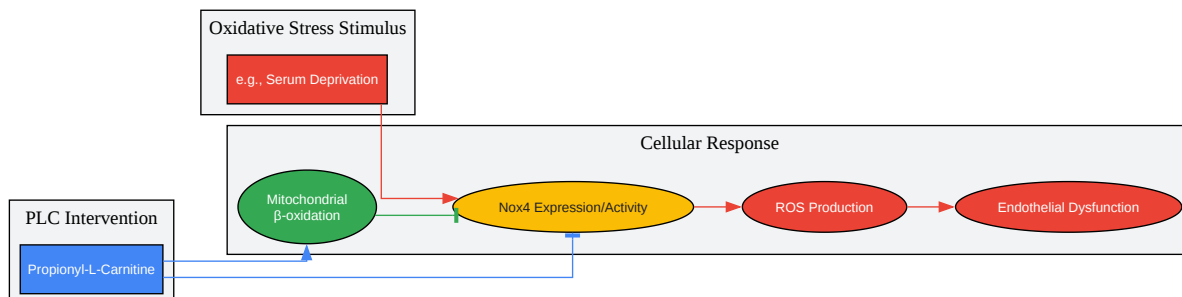 Oxidative Stress Stimulus
e.g., Serum Deprivation
Cellular Response
Mitochondrial
β-oxidation
Nox4 Expression/Activity
ROS Production
Endothelial Dysfunction
PLC Intervention
Propionyl-L-Carnitine